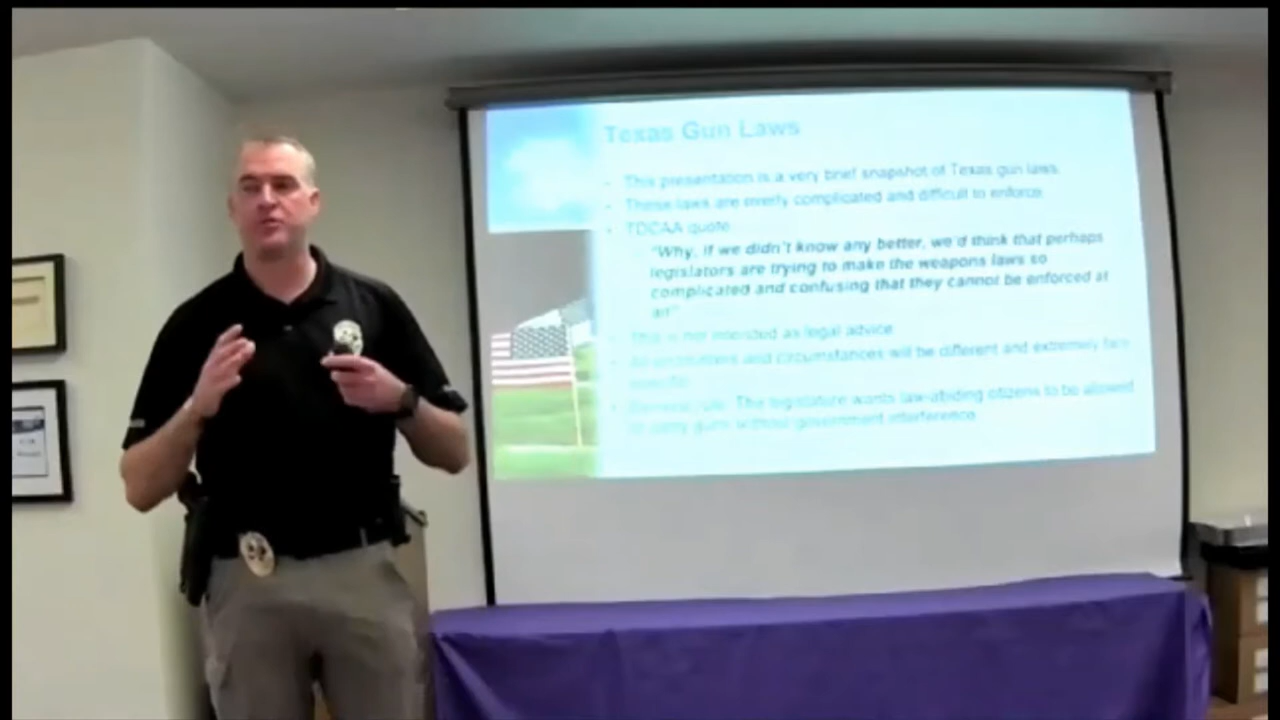 Texas Gun Laws
This presentation is a very brief snapshot of Texas gun laws.
These laws are overly complicated and difficult to enforce
TDCAA quote
"Why, if we didn't know any better, we'd think that perhaps
legislators are trying to make the weapons laws so
complicated and confusing that they cannot be enforced at
all"
This is not intended as legal advice
All and circumstances will be different and extremely
General rule: The legislature wants law-abiding citizens to be allowed
to carry guns without government interference